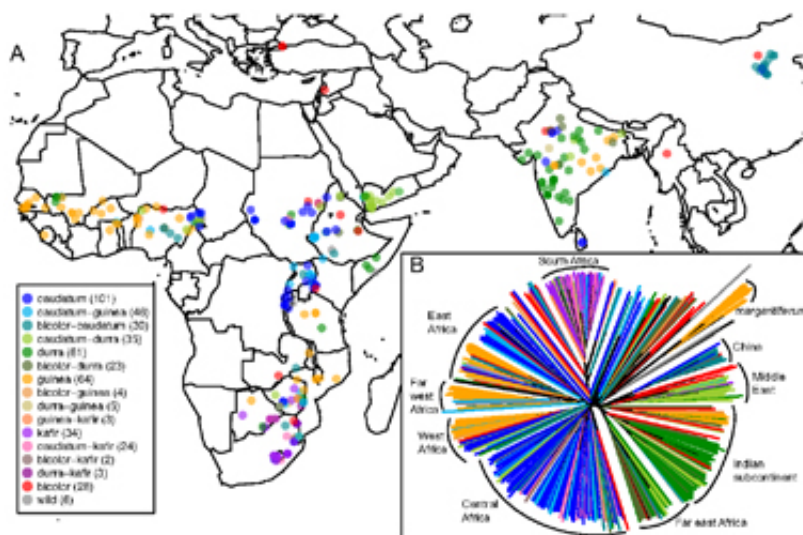 A
caudatum (101)
caudatum-guinea (48)
bicolor-caudatum (30)
caudatum-durra (35)
durra (81)
bicolor-durra (23)
guinea (64)
bicolor-guinea (4)
durra-guinea (5)
guinea-kafir (3)
kafir (34)
caudatum-kafir (24)
bicolor-kafir (2)
durra-kafir (3)
bicolor (28)
wild (6)
B
South Africa
East
Africa
margaritiferum
China
Middle
East
Far
west
Africa
West
Africa
Indian
subcontinent
Central
Africa
Far east Africa